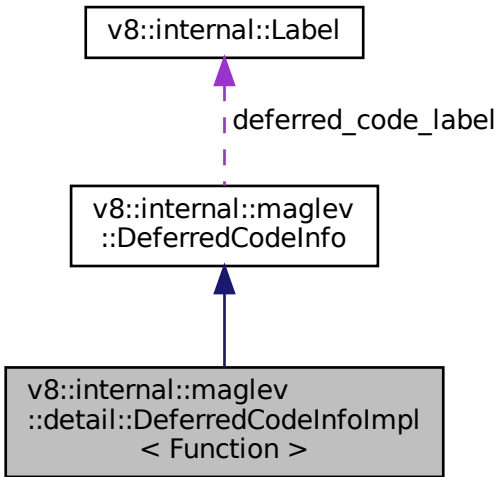 v8::internal::Label
deferred_code_label
v8::internal::maglev
::DeferredCodeInfo
v8::internal::maglev
::detail::DeferredCodeInfoImpl
< Function >